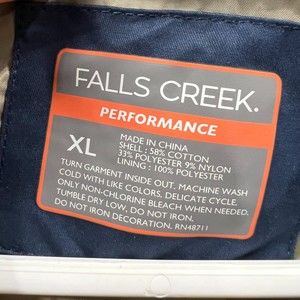 FALLS CREEK.
PERFORMANCE
XL
MADE IN CHINA
SHELL : 58% COTTON
33% POLYESTER 9% NYLON
LINING : 100% POLYESTER
TURN GARMENT INSIDE OUT. MACHINE WASH
COLD WITH LIKE COLORS. DELICATE CYCLE.
ONLY NON-CHLORINE BLEACH WHEN NEEDED.
TUMBLE DRY LOW. DO NOT IRON.
DO NOT IRON DECORATION. RN48711